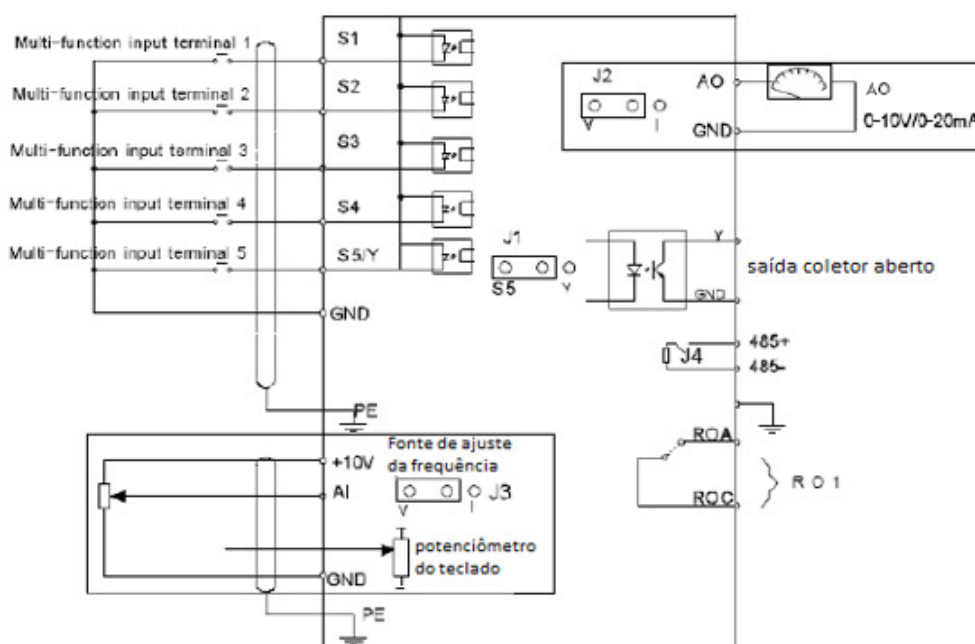 Multi-function input terminal 1
S1
Multi-function input terminal 2
S2
Multi-function input terminal 3
S3
Multi-function input terminal 4
S4
Multi-function input terminal 5
S5/Y
GND
PE
J2
V
I
AO
GND
AO
0-10V/0-20mA
J1
S5
Y
Y
GND
saída coletor aberto
J4
485+
485-
ROA
ROC
RO1
+10V
Fonte de ajuste
da frequência
AI
V
I
J3
potenciômetro
do teclado
GND
PE